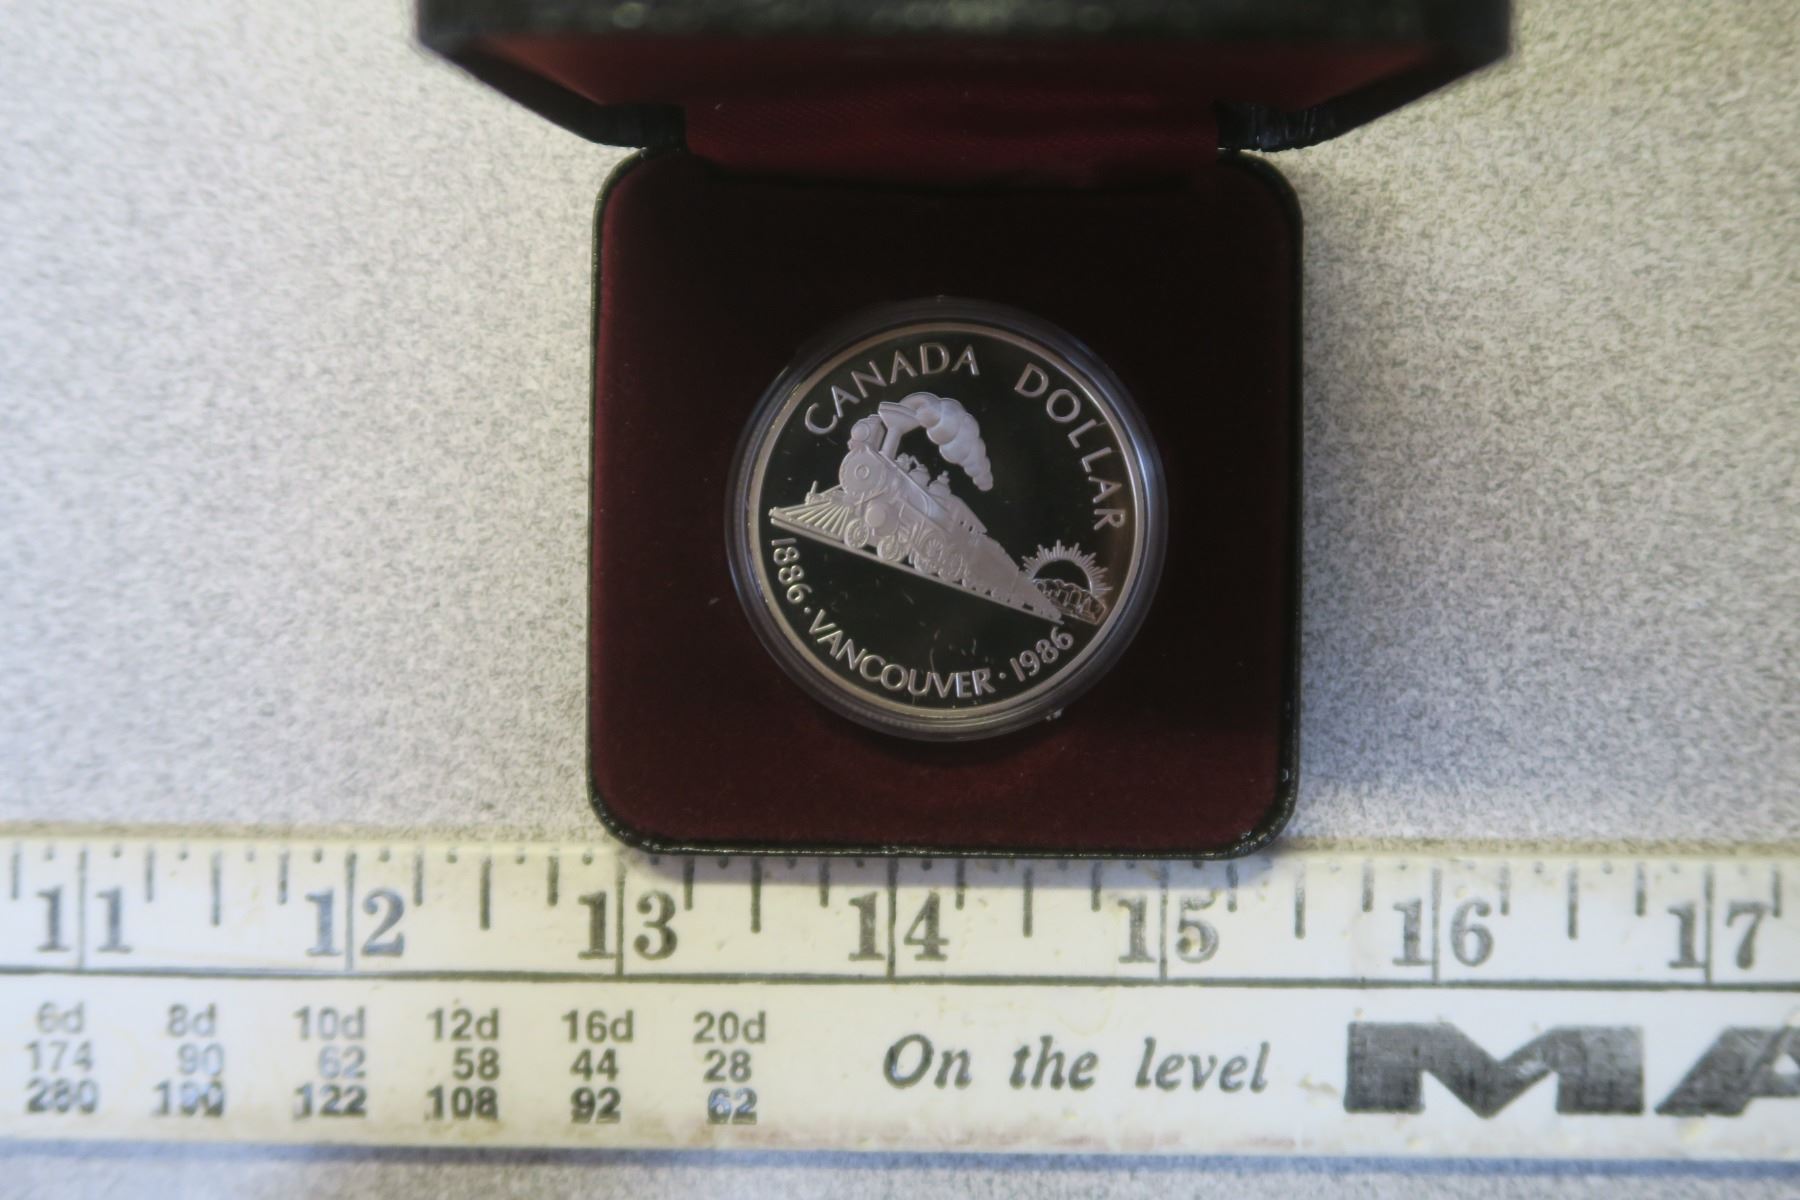 CANADA DOLLAR
1886 · VANCOUVER · 1986
11 12 13 14 15 16 17
6d 8d 10d 12d 16d 20d
174 90 62 58 44 28
280 190 122 108 92 62
On the level MA